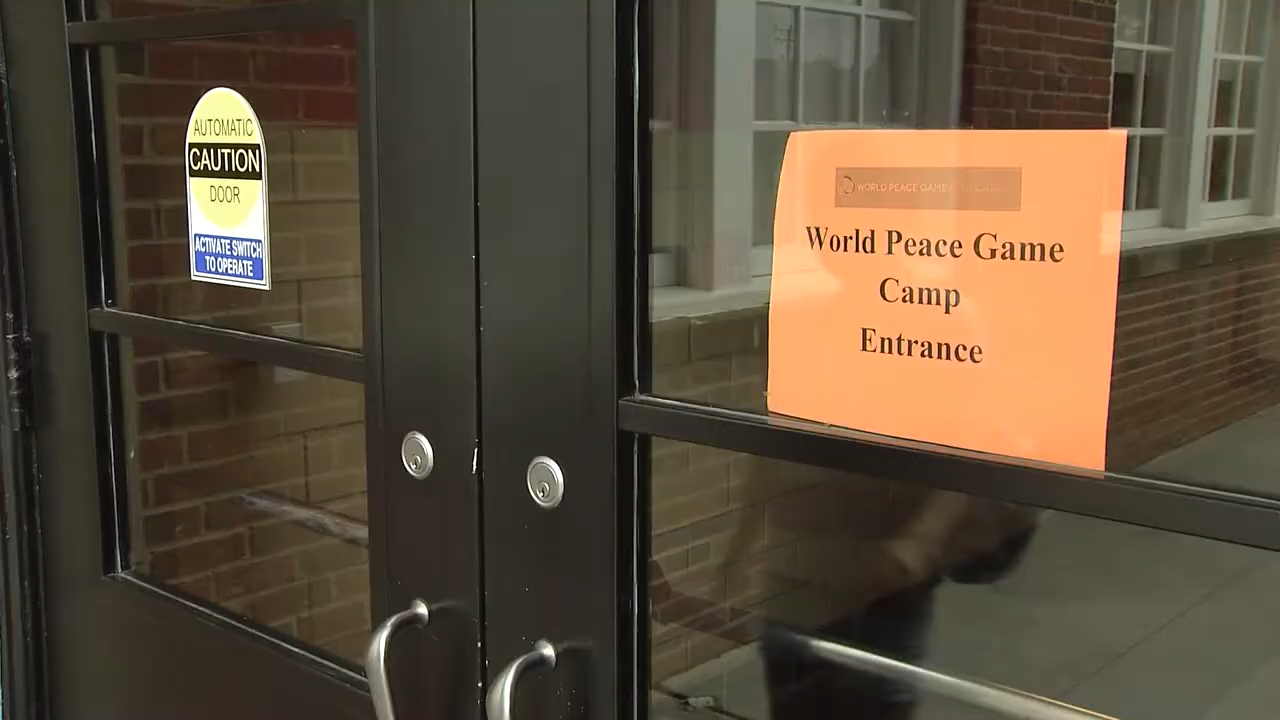 AUTOMATIC
CAUTION
DOOR
ACTIVATE SWITCH
TO OPERATE
WORLD PEACE GAME
World Peace Game
Camp
Entrance